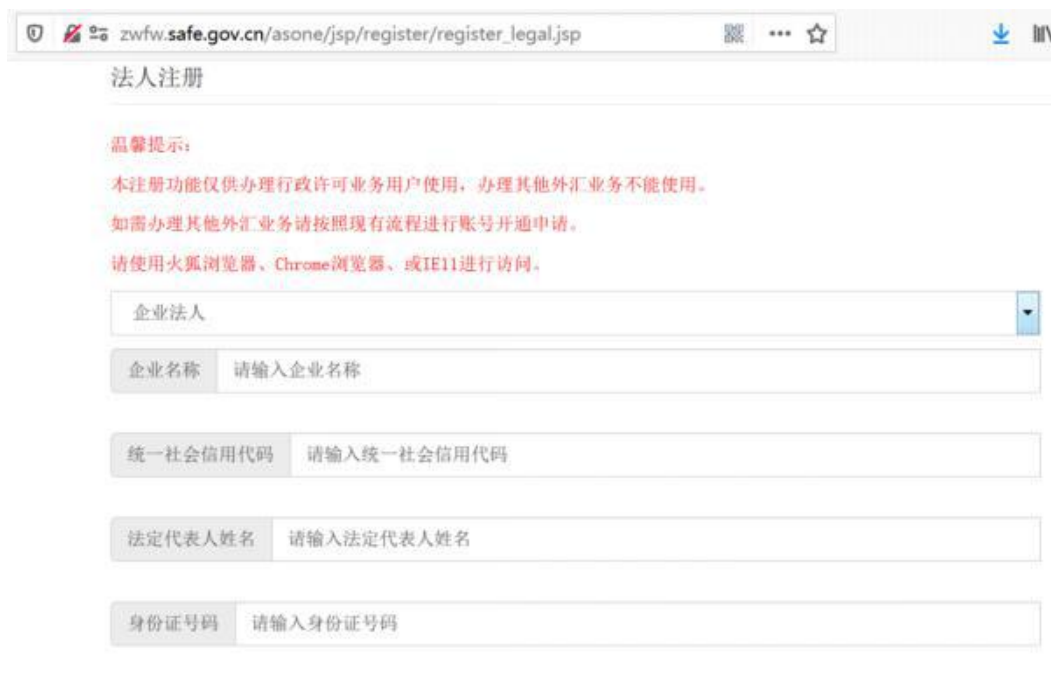 zwfw.safe.gov.cn/asone/jsp/register/register_legal.jsp
法人注册
温馨提示:
本注册功能仅供办理行政许可业务用户使用，办理其他外汇业务不能使用。
如需办理其他外汇业务请按照现有流程进行账号开通申请。
请使用火狐浏览器、Chrome浏览器、或IE11进行访问。
企业法人
企业名称 请输入企业名称
统一社会信用代码 请输入统一社会信用代码
法定代表人姓名 请输入法定代表人姓名
身份证号码 请输入身份证号码